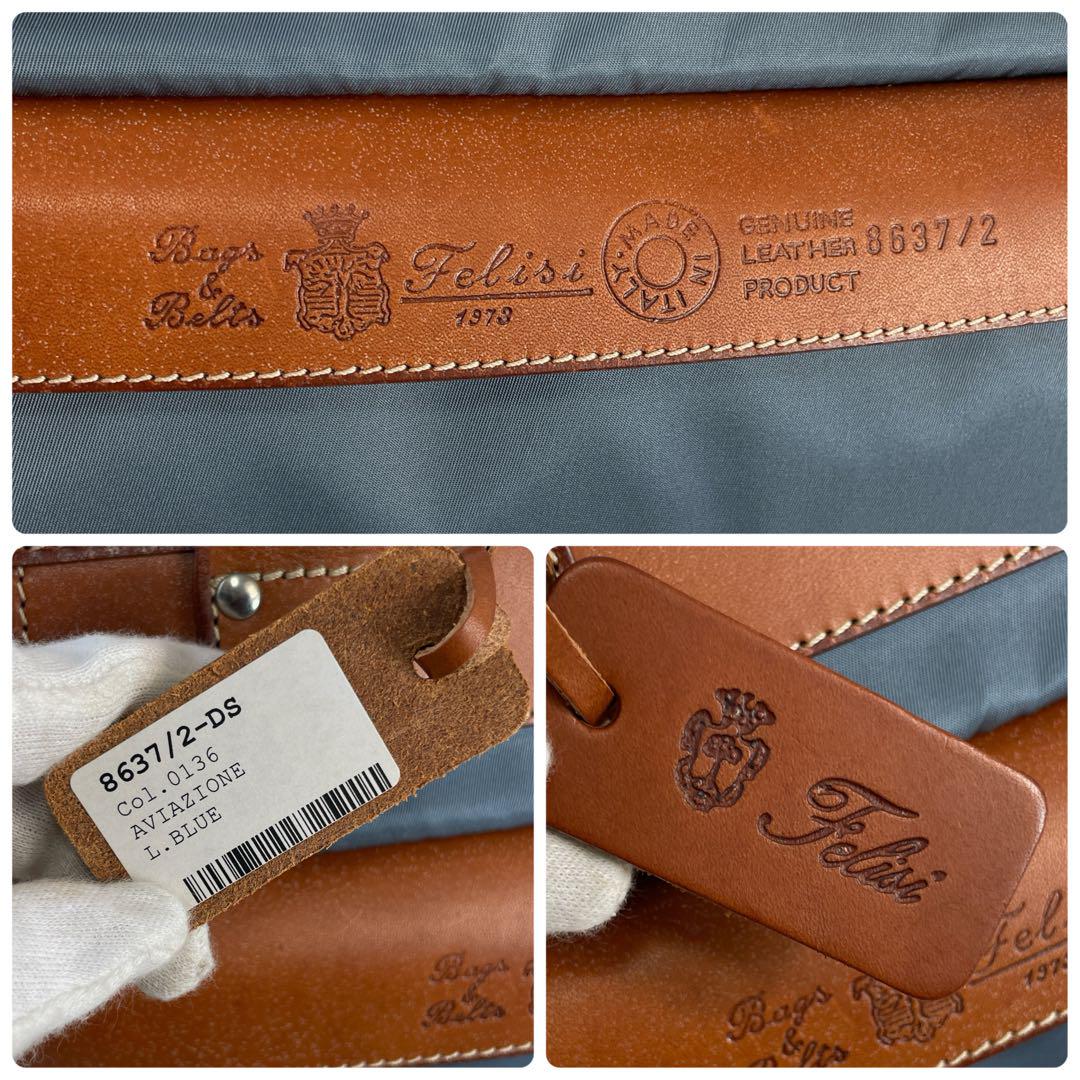 Bags
&
Belts
Felisi
1973
MADE IN ITALY
GENUINE
LEATHER 8637/2
PRODUCT
8637/2-DS
Col.0136
AVIAZIONE
L.BLUE
Bags
&
Belts
Felisi
Felisi
1973
Bags
&
Belts